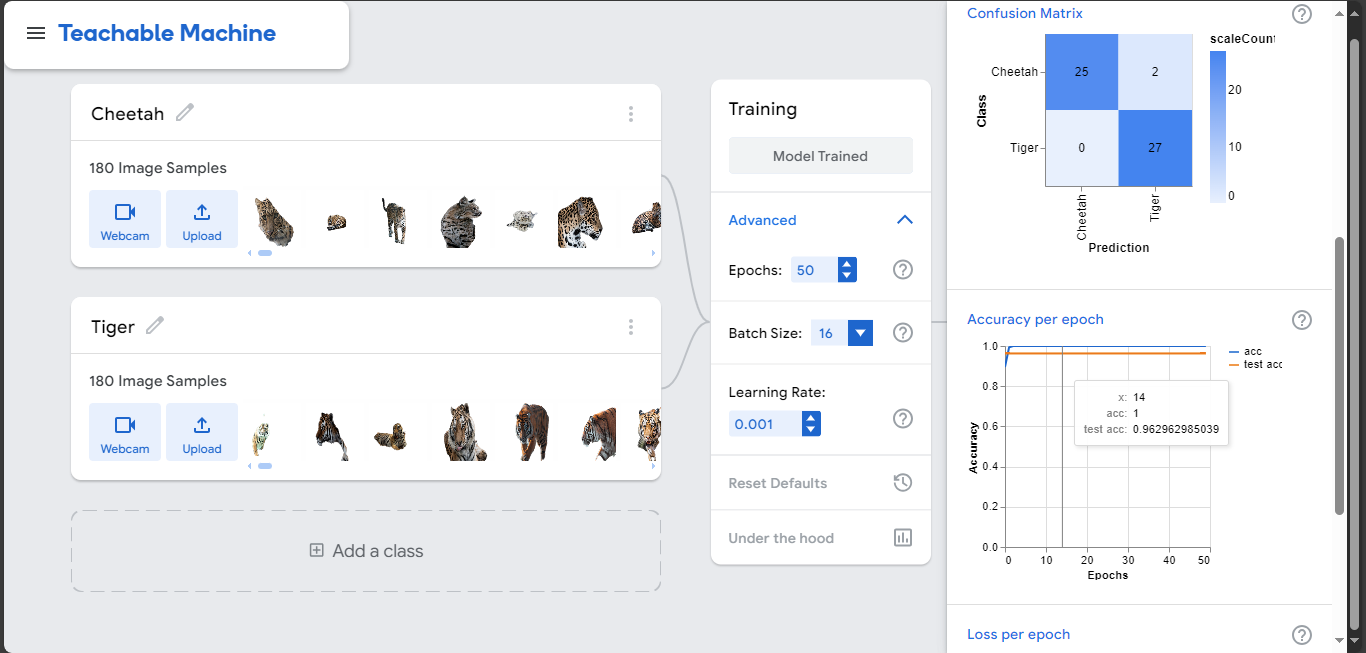 Teachable Machine
Cheetah
180 Image Samples
Webcam
Upload
Tiger
180 Image Samples
Webcam
Upload
Add a class
Training
Model Trained
Advanced
Epochs: 50
Batch Size: 16
Learning Rate:
0.001
Reset Defaults
Under the hood
Confusion Matrix
scaleCount
Class
Cheetah 25 2
Tiger 0 27
Cheetah
Tiger
Prediction
20
10
0
Accuracy per epoch
Accuracy
1.0
0.8
0.6
0.4
0.2
0.0
0 10 20 30 40 50
Epochs
acc
test acc
x: 14
acc: 1
test acc: 0.962962985039
Loss per epoch